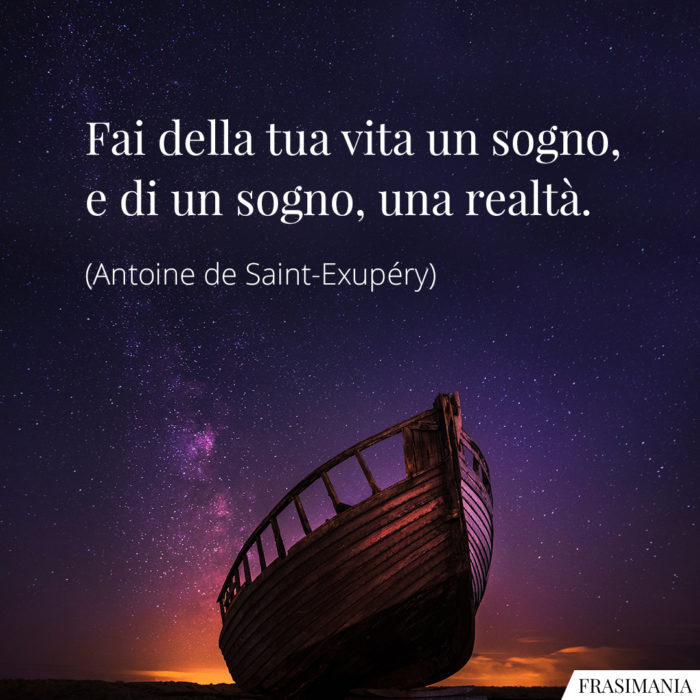 Fai della tua vita un sogno,
e di un sogno, una realtà.
(Antoine de Saint-Exupéry)
FRASIMANIA